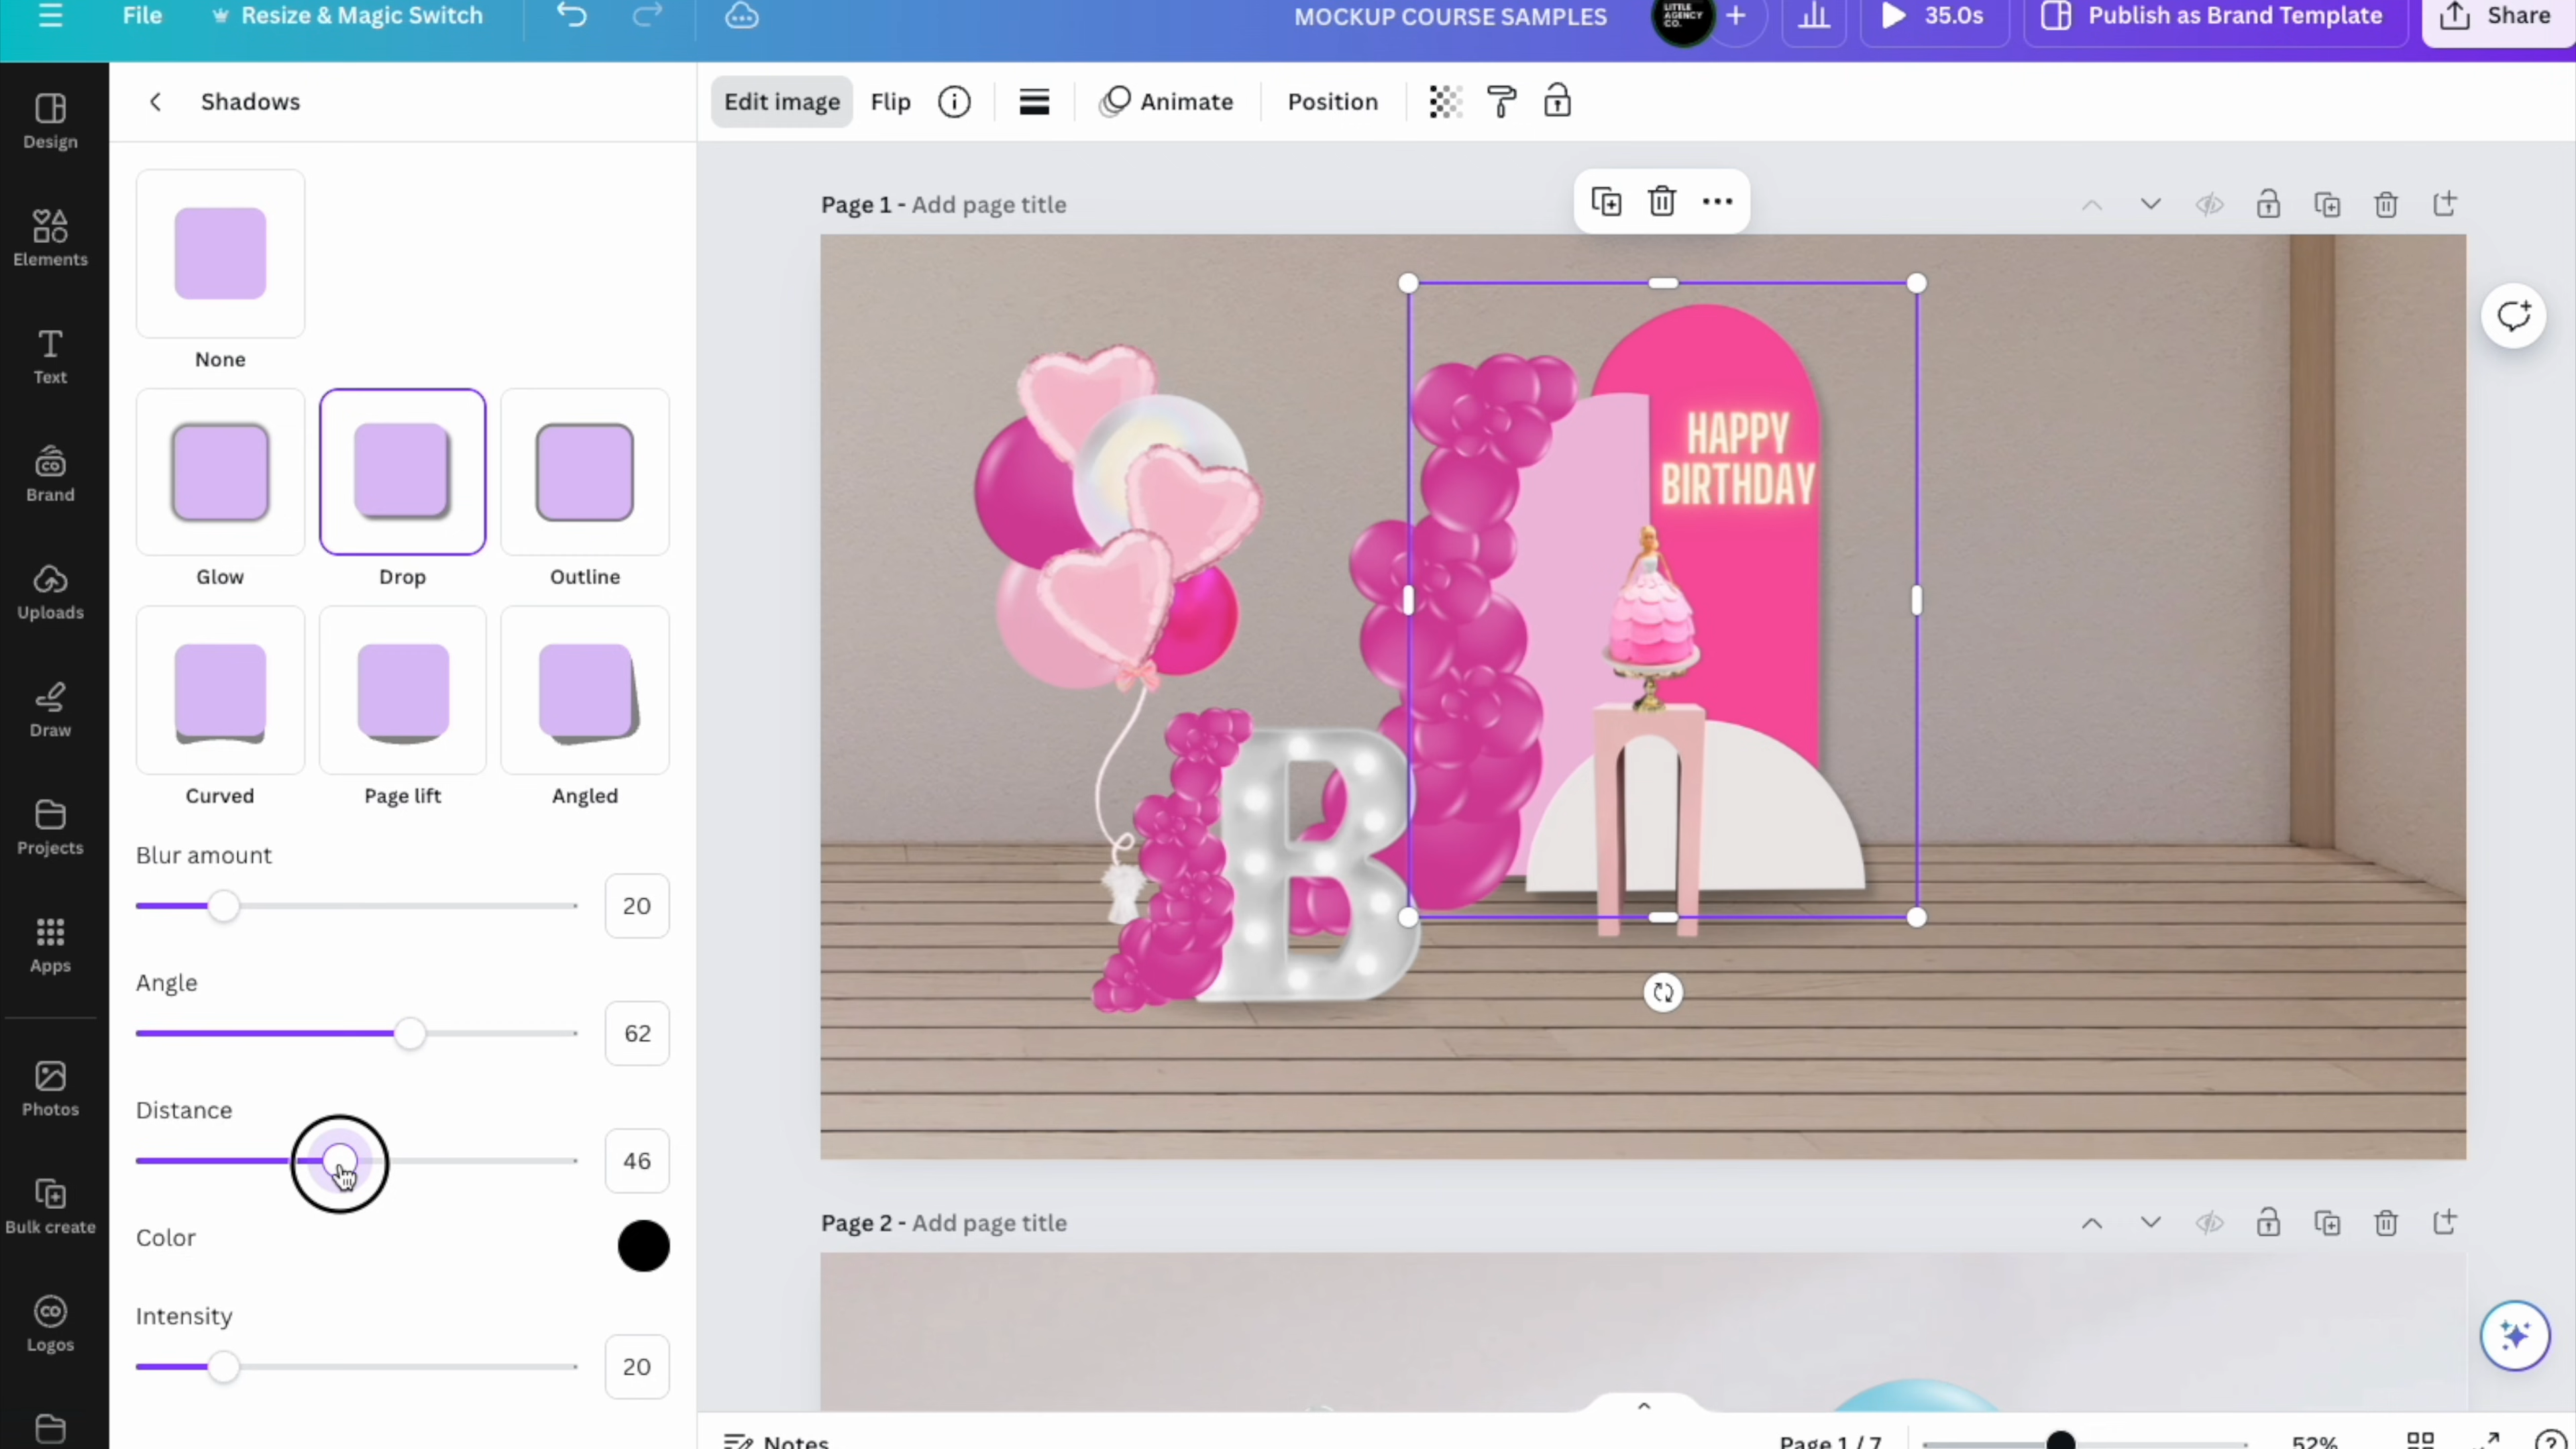 File
Resize & Magic Switch
MOCKUP COURSE SAMPLES
LITTLE
AGENCY
CO.
35.0s
Publish as Brand Template
Share
Design
Elements
Text
Brand
Uploads
Draw
Projects
Apps
Photos
Bulk create
Logos
Shadows
None
Glow
Drop
Outline
Curved
Page lift
Angled
Blur amount
20
Angle
62
Distance
46
Color
Intensity
20
Edit image
Flip
Animate
Position
Page 1 - Add page title
HAPPY
BIRTHDAY
B
Page 2 - Add page title
Notes
Page 1 / 7
52%